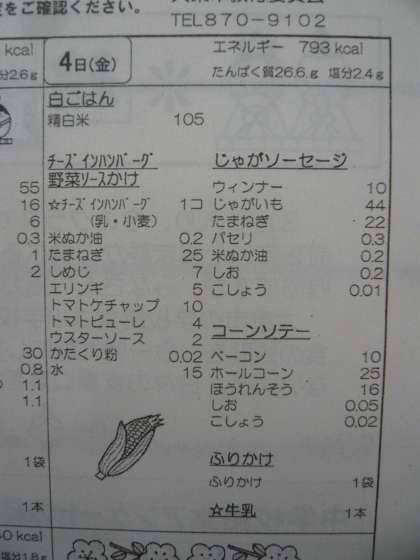 をご確認ください。
TEL870-9102
kcal
分2.6g
4日(金)
エネルギー 793 kcal
たんぱく質26.6g 塩分2.4g
白ごはん
精白米 105
ﾁｰｽﾞｲﾝﾊﾝﾊﾞｰｸﾞ
野菜ｿｰｽかけ
☆ﾁｰｽﾞｲﾝﾊﾝﾊﾞｰｸﾞ 1コ
(乳・小麦)
米ぬか油 0.2
たまねぎ 25
しめじ 7
エリンギ 5
トマトケチャップ 10
トマトピューレ 4
ウスターソース 2
かたくり粉 0.02
水 15
じゃがソーセージ
ウィンナー 10
じゃがいも 44
たまねぎ 22
パセリ 0.3
米ぬか油 0.2
しお 0.2
こしょう 0.01
コーンソテー
ベーコン 10
ホールコーン 25
ほうれんそう 16
しお 0.05
こしょう 0.02
ふりかけ
ふりかけ 1袋
☆牛乳 1本
55
16
6
0.3
1
2
30
0.8
1.1
1.1
1袋
1本
kcal
分1.8g